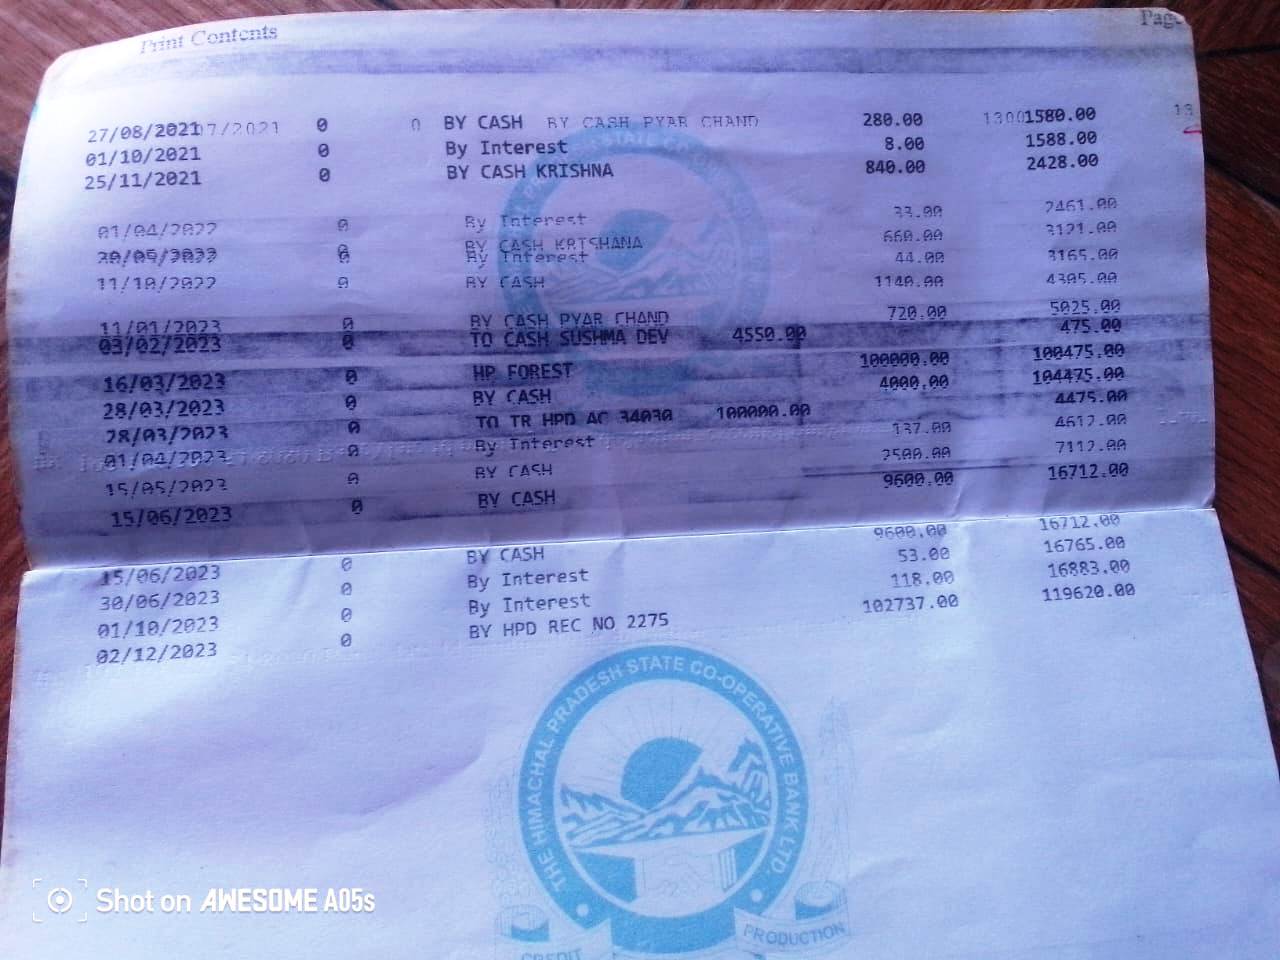 Print Contents Page
27/08/2021 07/2021 0 0 BY CASH BY CASH PYAR CHAND 280.00 1300 1580.00 13
01/10/2021 0 By Interest 8.00 1588.00
25/11/2021 0 BY CASH KRISHNA 840.00 2428.00
01/04/2022 0 By Interest 33.00 2461.00
0 BY CASH KRISHANA 660.00 3121.00
0 By Interest 44.00 3165.00
11/10/2022 0 BY CASH 1140.00 4305.00
11/01/2023 0 BY CASH PYAR CHAND 720.00 5025.00
03/02/2023 0 TO CASH SUSHMA DEV 4550.00 475.00
16/03/2023 0 HP FOREST 100000.00 100475.00
28/03/2023 0 BY CASH 4000.00 104475.00
28/03/2023 0 TO TR HPD AC 34030 100000.00 4475.00
01/04/2023 0 By Interest 137.00 4612.00
15/05/2023 0 BY CASH 2500.00 7112.00
15/06/2023 0 BY CASH 9600.00 16712.00
15/06/2023 0 BY CASH 9600.00 16712.00
30/06/2023 0 By Interest 53.00 16765.00
01/10/2023 0 By Interest 118.00 16883.00
02/12/2023 0 BY HPD REC NO 2275 102737.00 119620.00
THE HIMACHAL PRADESH STATE CO-OPERATIVE BANK LTD.
CREDIT PRODUCTION
Shot on AWESOME A05s